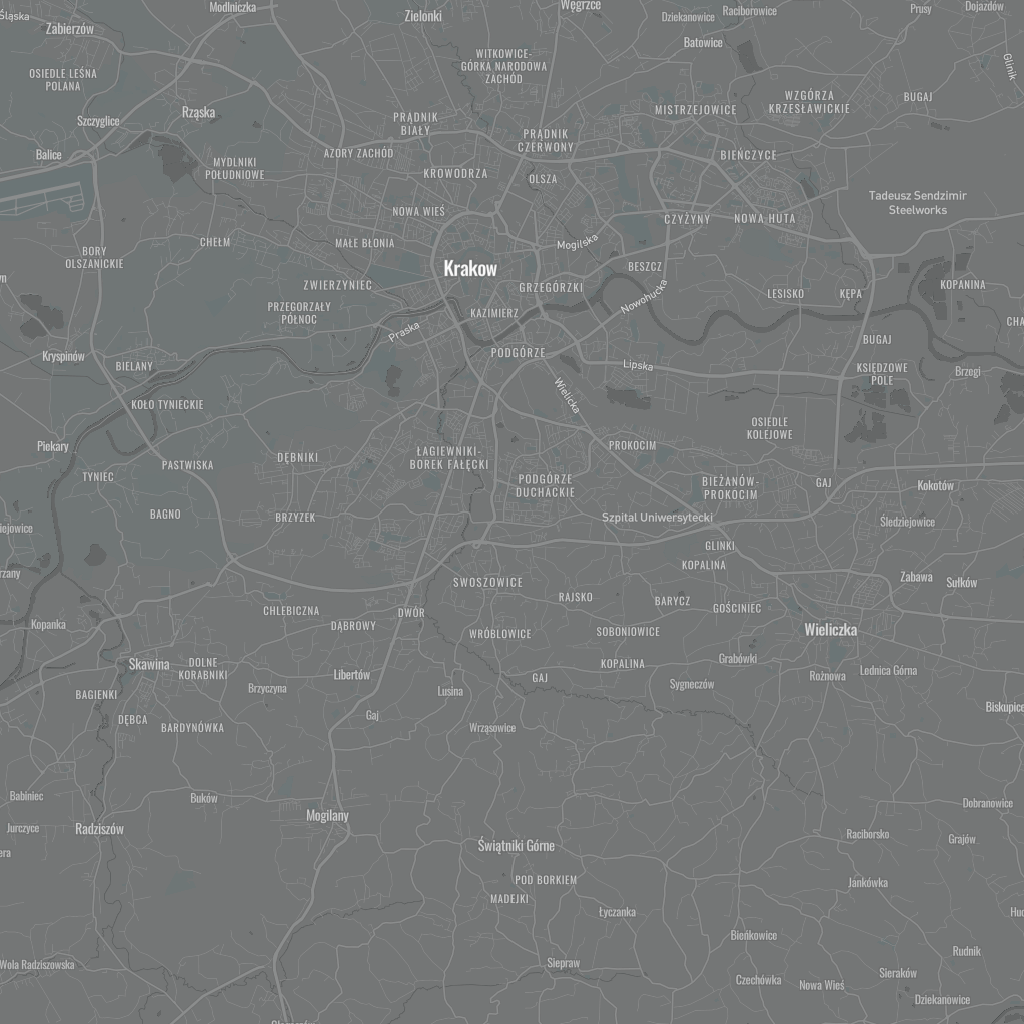 Modlniczka
Zielonki
Węgrzce
Dojazdów
Prusy
Raciborowice
Dziekanowice
Śląska
Zabierzów
Batowice
WITKOWICE-
GÓRKA NARODOWA
ZACHÓD
Glinik
OSIEDLE LEŚNA
POLANA
WZGÓRZA
KRZESŁAWICKIE
BUGAJ
MISTRZEJOWICE
Rząska
Szczyglice
PRĄDNIK
BIAŁY
PRĄDNIK
CZERWONY
Balice
AZORY ZACHÓD
BIEŃCZYCE
MYDLNIKI
POŁUDNIOWE
KROWODRZA
OLSZA
Tadeusz Sendzimir
Steelworks
NOWA WIEŚ
CZYŻYNY
NOWA HUTA
CHEŁM
MAŁE BŁONIA
Mogilska
BORY
OLSZANICKIE
Krakow
BESZCZ
ZWIERZYNIEC
GRZEGÓRZKI
Nowohucka
LESISKO
KĘPA
KOPANINA
PRZEGORZAŁY
PÓŁNOC
KAZIMIERZ
Praska
BUGAJ
Kryspinów
PODGÓRZE
BIELANY
Lipska
KSIĘDZOWE
POLE
Brzegi
Wielicka
KOŁO TYNIECKIE
OSIEDLE
KOLEJOWE
Piekary
PROKOCIM
ŁAGIEWNIKI-
BOREK FAŁĘCKI
DĘBNIKI
PASTWISKA
TYNIEC
PODGÓRZE
DUCHACKIE
BIEŻANÓW-
PROKOCIM
GAJ
Kokotów
BAGNO
BRZYZEK
Szpital Uniwersytecki
Śledziejowice
GLINKI
KOPALINA
Zabawa
Sułków
SWOSZOWICE
RAJSKO
BARYCZ
GOŚCINIEC
CHLEBICZNA
DWÓR
Kopanka
DĄBROWY
WRÓBLOWICE
SOBONIOWICE
Wieliczka
Skawina
DOLNE
KORABNIKI
KOPALINA
Grabówki
Libertów
GAJ
Rożnowa
Lednica Górna
Brzyczyna
Lusina
Sygneczów
BAGIENKI
Biskupice
DĘBCA
Gaj
BARDYNÓWKA
Wrząsowice
Babiniec
Buków
Dobranowice
Mogilany
Jurczyce
Radziszów
Raciborsko
Grajów
Świątniki Górne
POD BORKIEM
Jankówka
MADEJKI
Łyczanka
Bieńkowice
Rudnik
Wola Radziszowska
Siepraw
Sieraków
Czechówka
Nowa Wieś
Dziekanowice